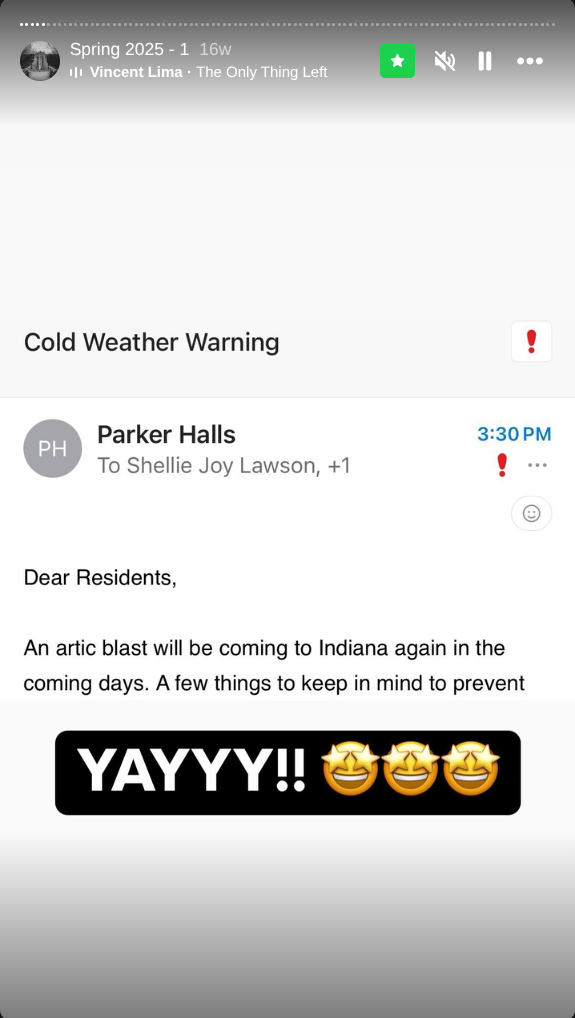 Spring 2025 - 1 16w
Vincent Lima · The Only Thing Left
Cold Weather Warning
PH
Parker Halls
3:30 PM
To Shellie Joy Lawson, +1
Dear Residents,
An artic blast will be coming to Indiana again in the
coming days. A few things to keep in mind to prevent
YAYYY!! 🤩🤩🤩